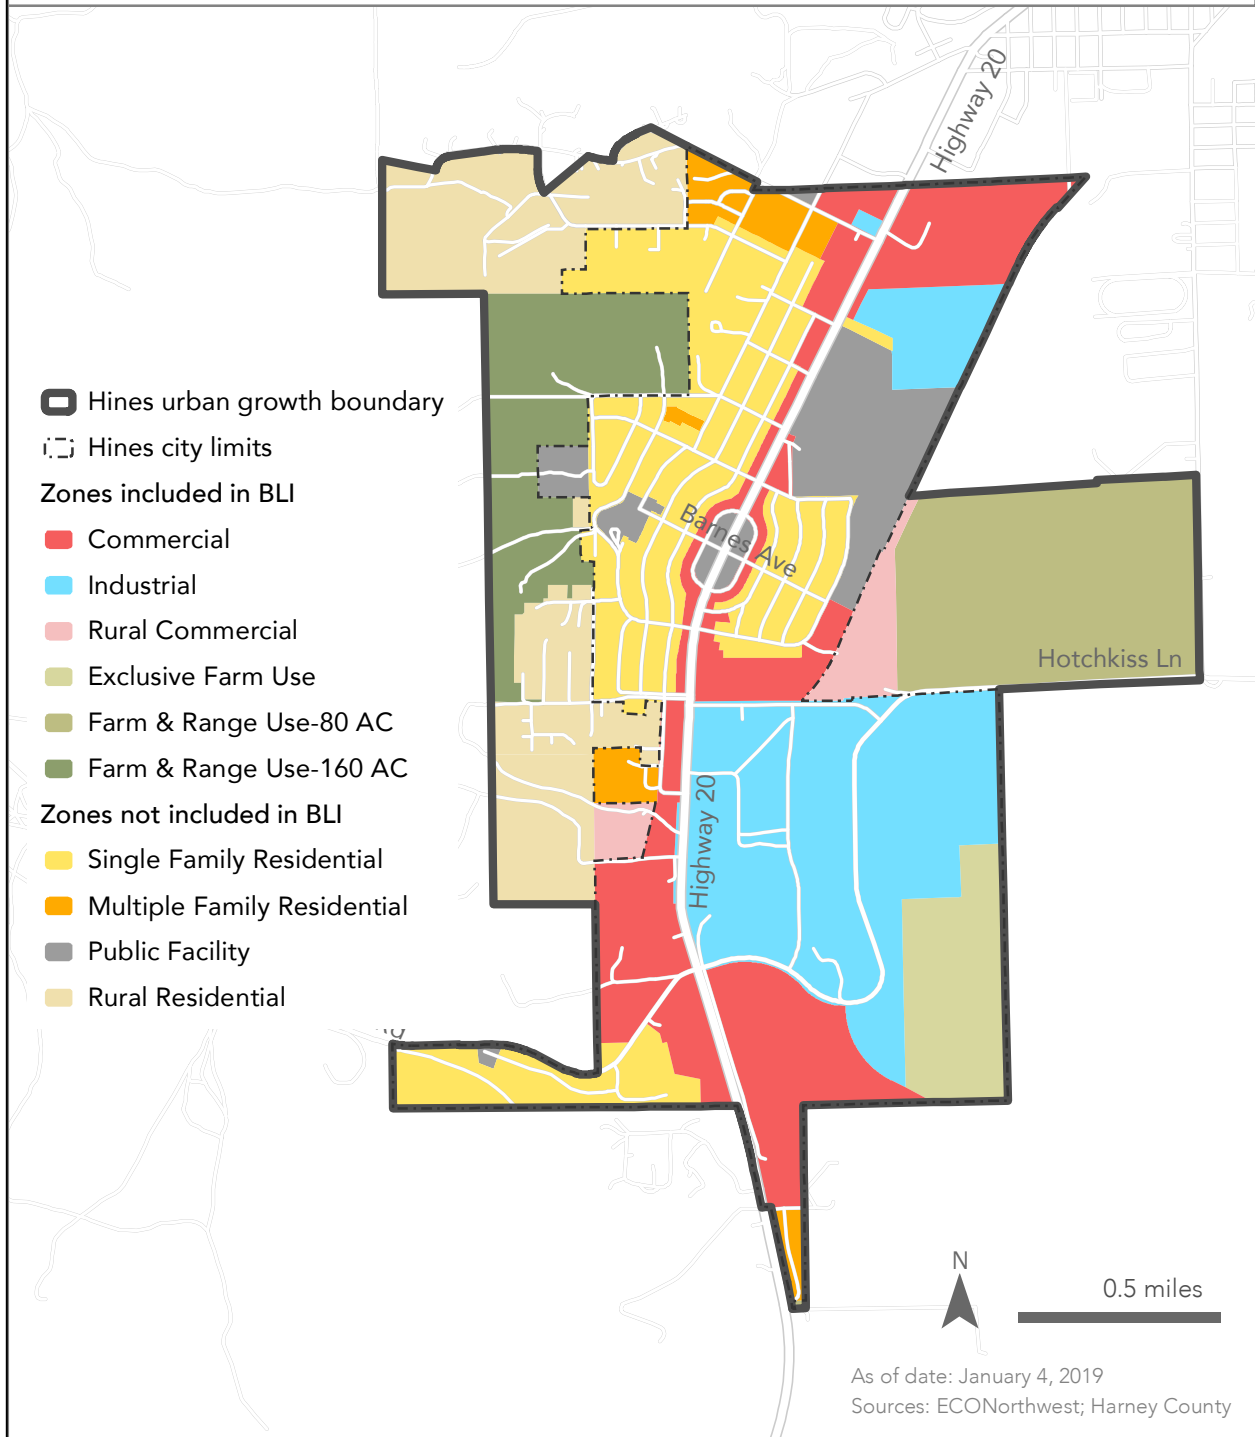 Highway 20
Hines urban growth boundary
Hines city limits
Zones included in BLI
Commercial
Industrial
Rural Commercial
Exclusive Farm Use
Farm & Range Use-80 AC
Farm & Range Use-160 AC
Zones not included in BLI
Single Family Residential
Multiple Family Residential
Public Facility
Rural Residential
Barnes Ave
Hotchkiss Ln
Highway 20
N
0.5 miles
As of date: January 4, 2019
Sources: ECONorthwest; Harney County